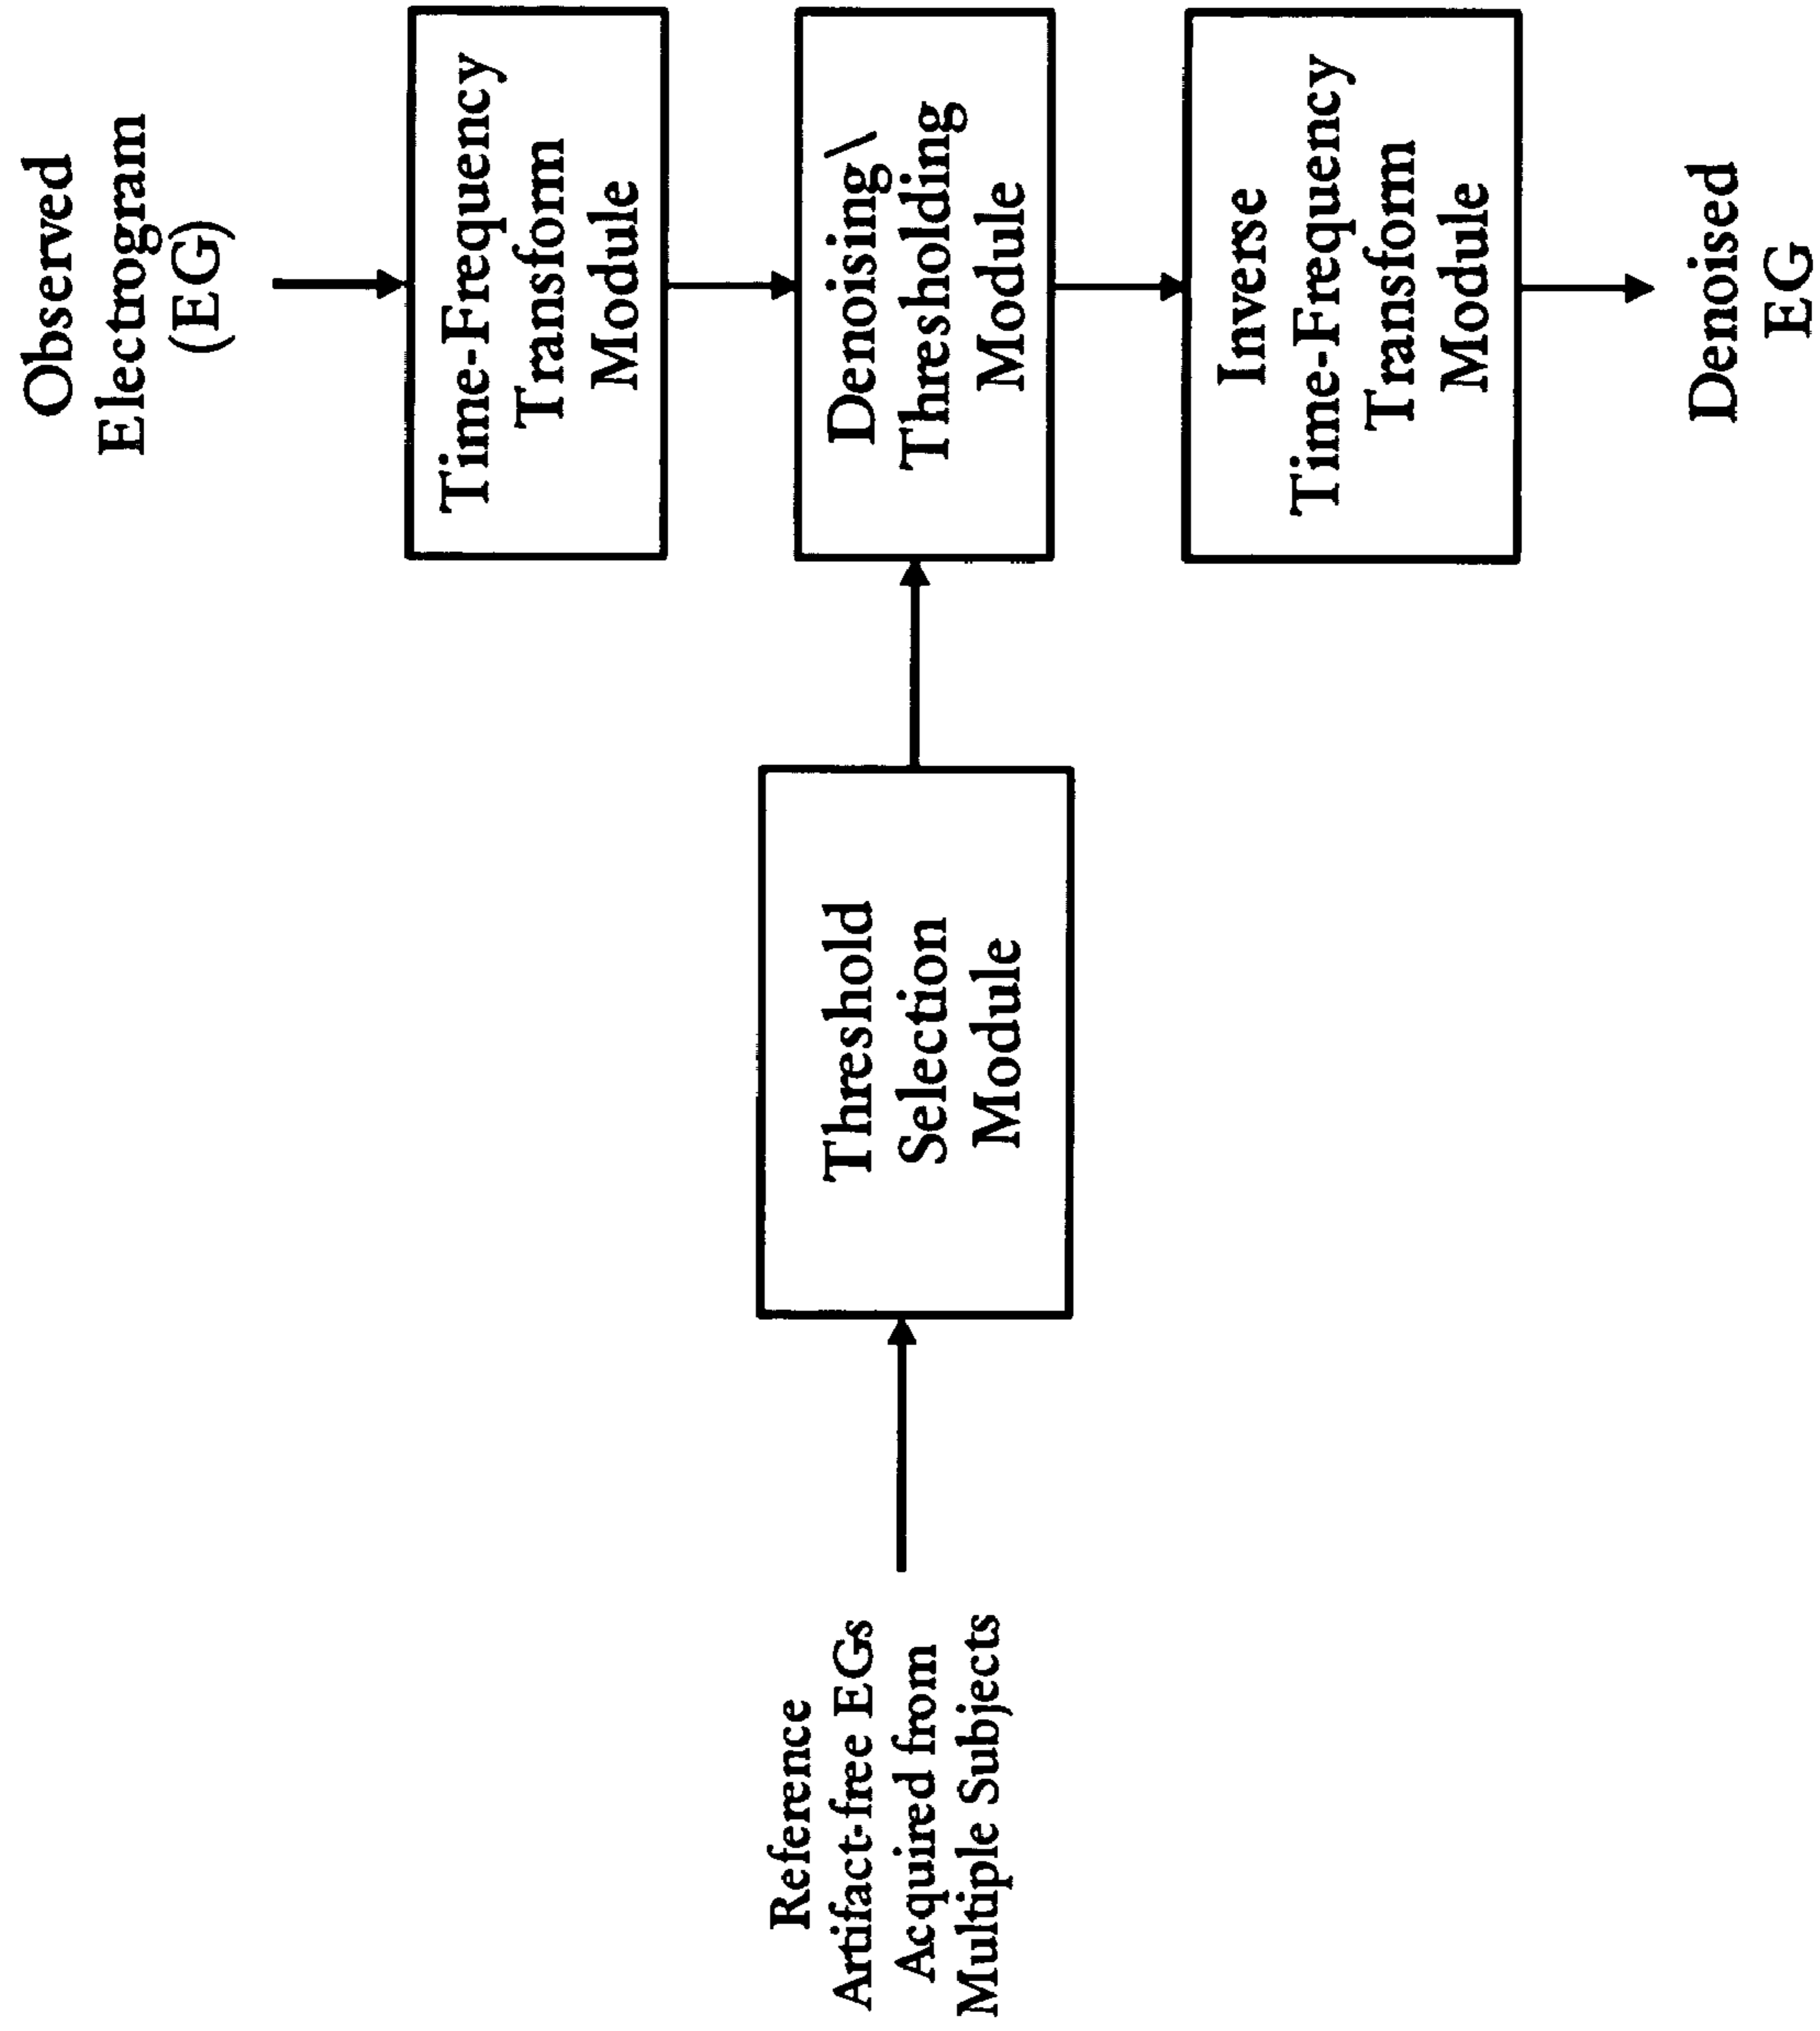 Observed
Electrogram
(EG)
Time-Frequency
Transform
Module
Denoising \
Thresholding
Module
Inverse
Time-Frequency
Transform
Module
Denoised
EG
Threshold
Selection
Module
Reference
Artifact-free EGs
Acquired from
Multiple Subjects